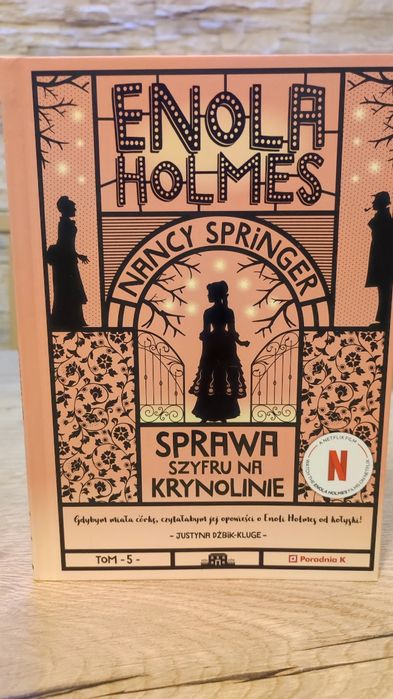 ENOLA
HOLMES
NANCY SPRINGER
SPRAWA
SZYFRU NA
KRYNOLINIE
A NETFLIX FILM
N
Gdybym miała córkę, czytałabym jej opowieści o Enoli Holmes od kołyski!
- JUSTYNA DŻBIK-KLUGE -
TOM - 5 -
Poradnia K